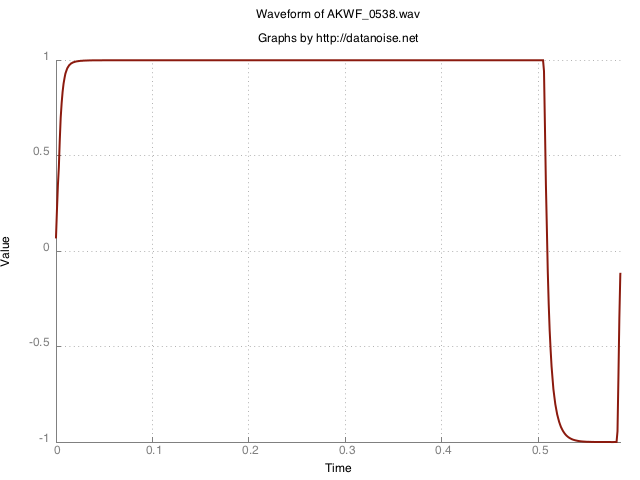 Waveform of AKWF_0538.wav
Graphs by http://datanoise.net
1
0.5
0
-0.5
-1
Value
0 0.1 0.2 0.3 0.4 0.5
Time